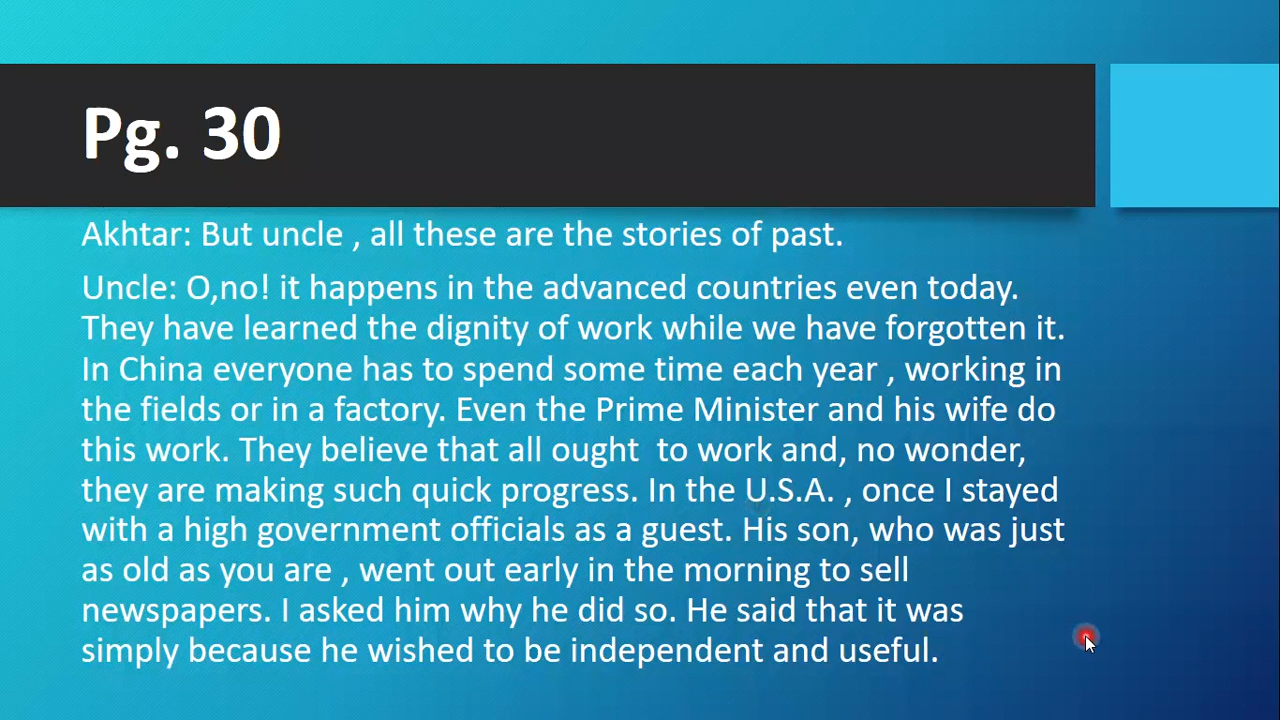 Pg. 30
Akhtar: But uncle , all these are the stories of past.
Uncle: O,no! it happens in the advanced countries even today.
They have learned the dignity of work while we have forgotten it.
In China everyone has to spend some time each year , working in
the fields or in a factory. Even the Prime Minister and his wife do
this work. They believe that all ought  to work and, no wonder,
they are making such quick progress. In the U.S.A. , once I stayed
with a high government officials as a guest. His son, who was just
as old as you are , went out early in the morning to sell
newspapers. I asked him why he did so. He said that it was
simply because he wished to be independent and useful.